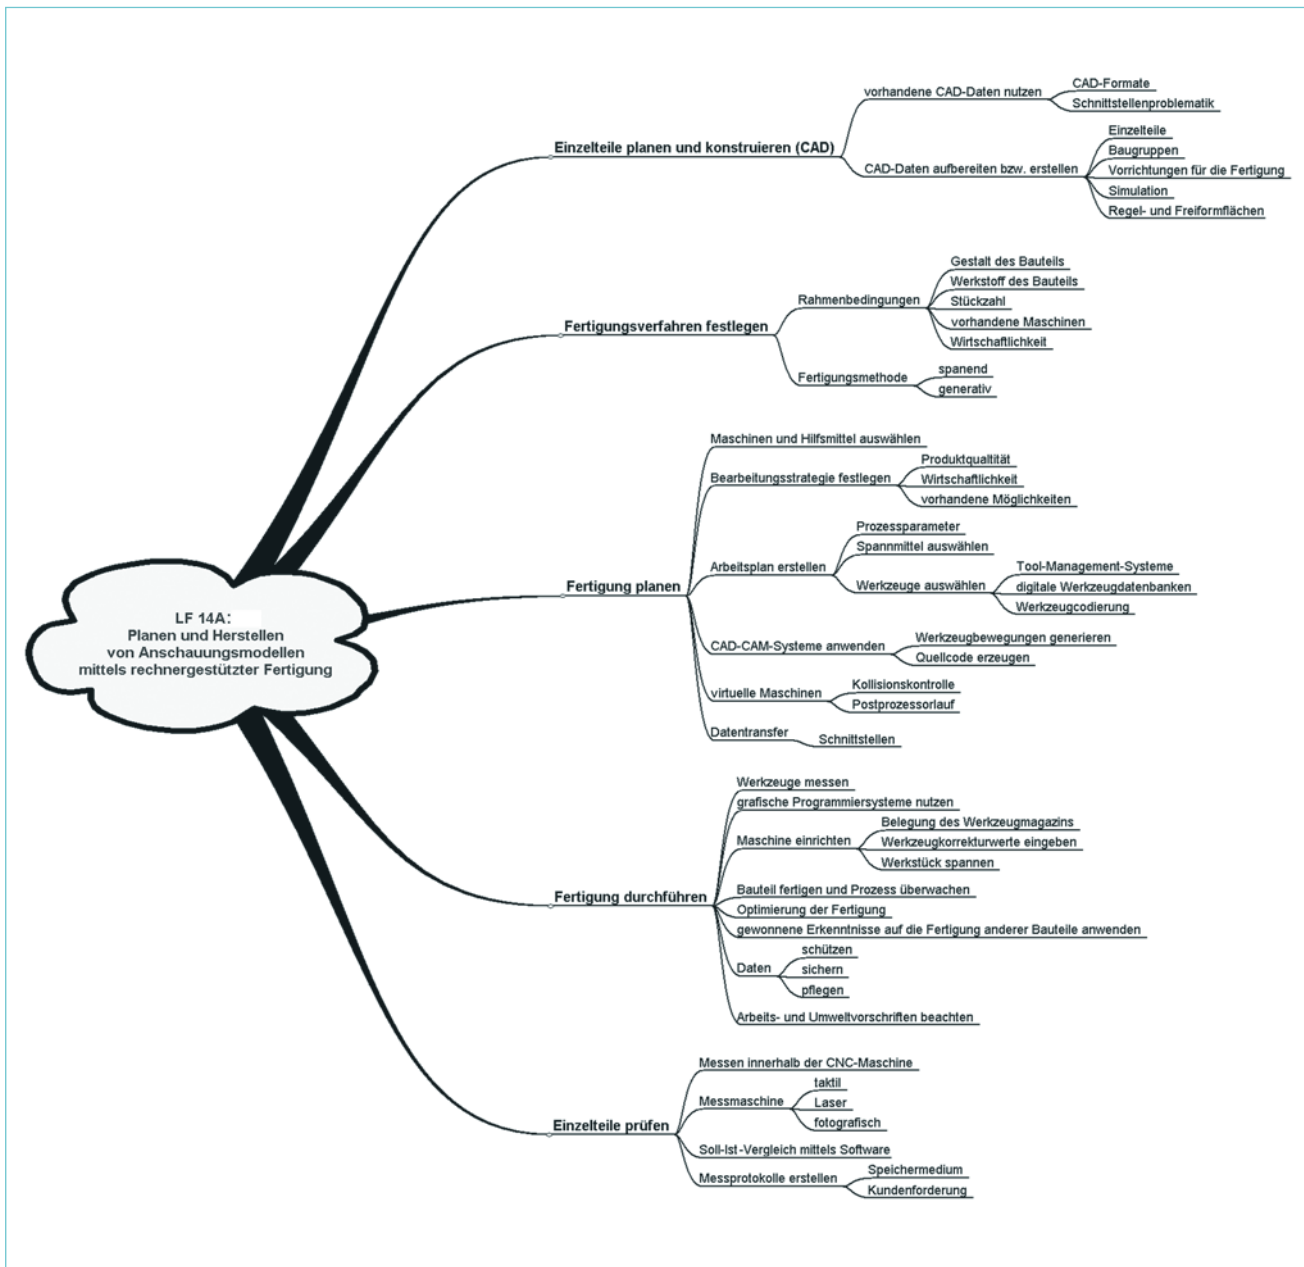 LF 14A:
Planen und Herstellen
von Anschauungsmodellen
mittels rechnergestützter Fertigung
Einzelteile planen und konstruieren (CAD)
vorhandene CAD-Daten nutzen
CAD-Formate
Schnittstellenproblematik
CAD-Daten aufbereiten bzw. erstellen
Einzelteile
Baugruppen
Vorrichtungen für die Fertigung
Simulation
Regel- und Freiformflächen
Fertigungsverfahren festlegen
Rahmenbedingungen
Gestalt des Bauteils
Werkstoff des Bauteils
Stückzahl
vorhandene Maschinen
Wirtschaftlichkeit
Fertigungsmethode
spanend
generativ
Fertigung planen
Maschinen und Hilfsmittel auswählen
Bearbeitungsstrategie festlegen
Produktqualtität
Wirtschaftlichkeit
vorhandene Möglichkeiten
Arbeitsplan erstellen
Prozessparameter
Spannmittel auswählen
Werkzeuge auswählen
Tool-Management-Systeme
digitale Werkzeugdatenbanken
Werkzeugcodierung
CAD-CAM-Systeme anwenden
Werkzeugbewegungen generieren
Quellcode erzeugen
virtuelle Maschinen
Kollisionskontrolle
Postprozessorlauf
Datentransfer
Schnittstellen
Fertigung durchführen
Werkzeuge messen
grafische Programmiersysteme nutzen
Maschine einrichten
Belegung des Werkzeugmagazins
Werkzeugkorrekturwerte eingeben
Werkstück spannen
Bauteil fertigen und Prozess überwachen
Optimierung der Fertigung
gewonnene Erkenntnisse auf die Fertigung anderer Bauteile anwenden
Daten
schützen
sichern
pflegen
Arbeits- und Umweltvorschriften beachten
Einzelteile prüfen
Messen innerhalb der CNC-Maschine
Messmaschine
taktil
Laser
fotografisch
Soll-Ist-Vergleich mittels Software
Messprotokolle erstellen
Speichermedium
Kundenforderung